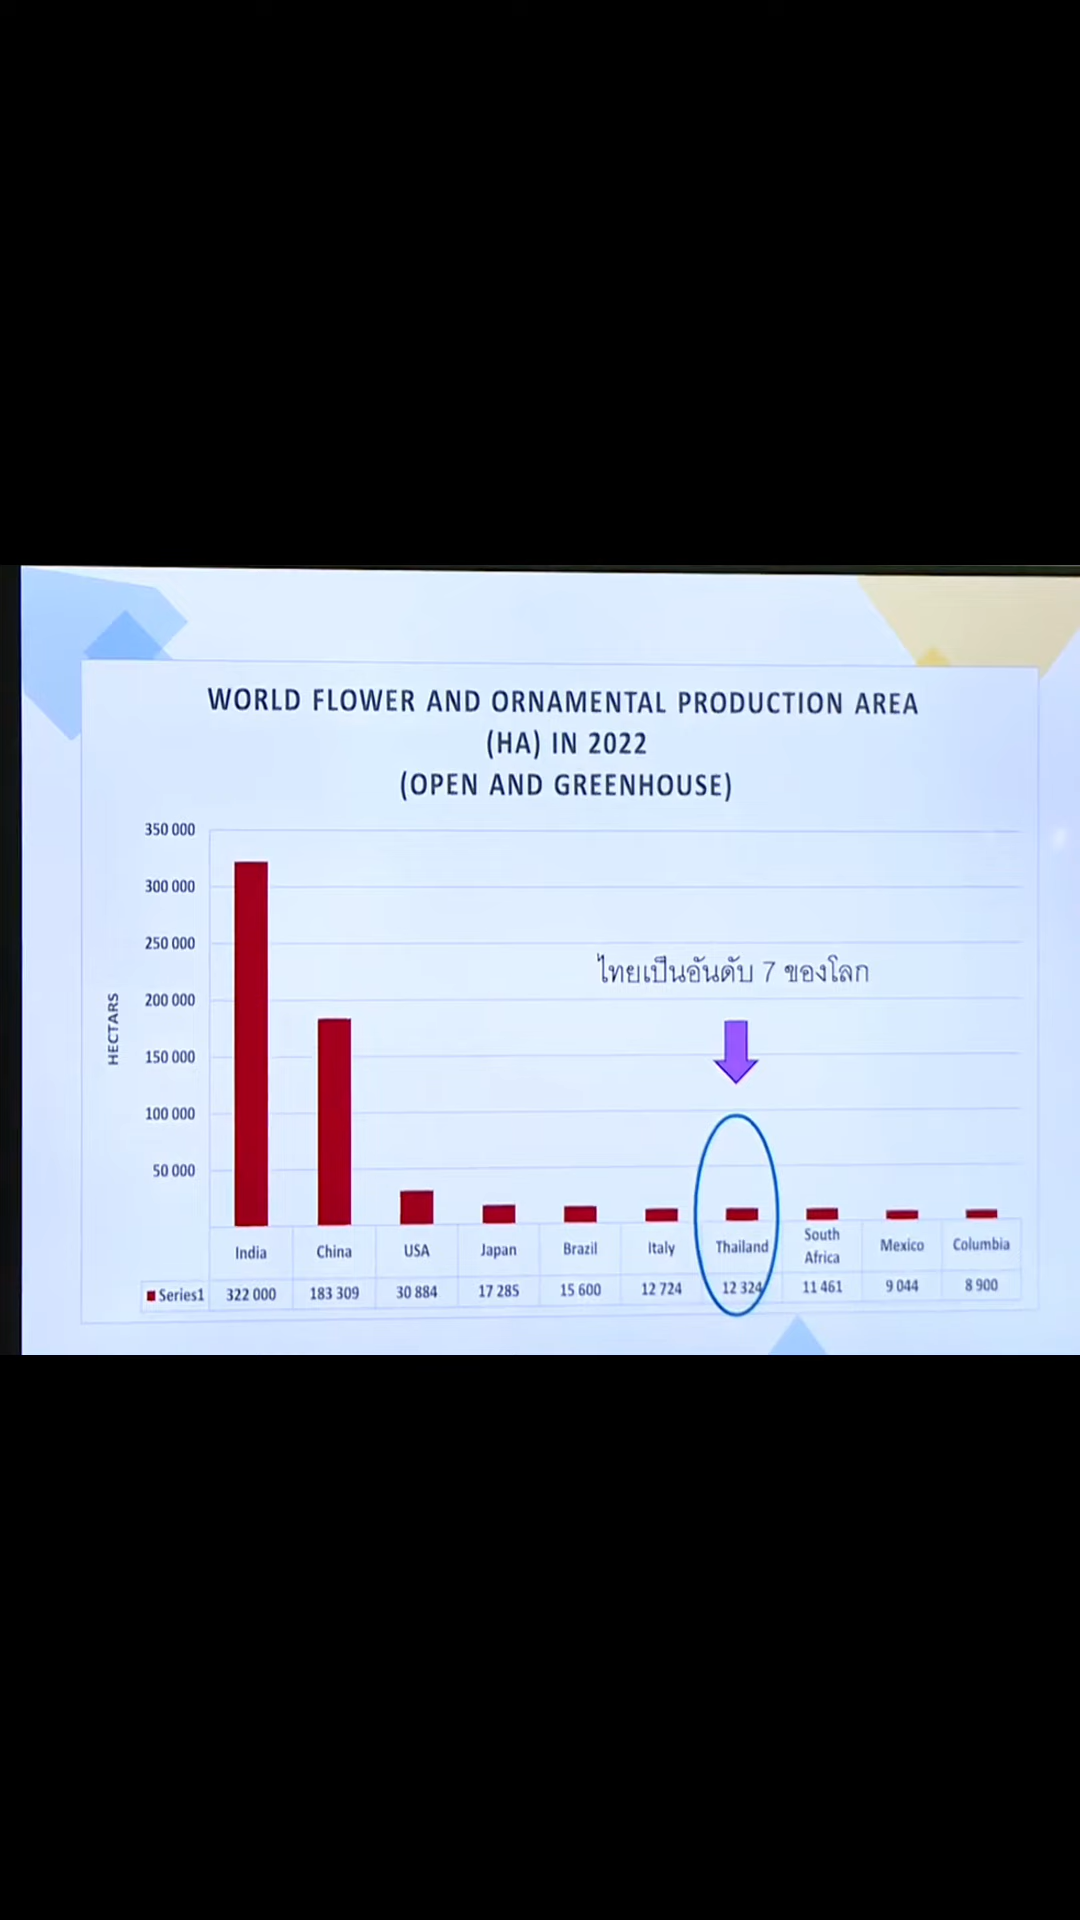 WORLD FLOWER AND ORNAMENTAL PRODUCTION AREA
(HA) IN 2022
(OPEN AND GREENHOUSE)
350 000
300 000
250 000
200 000
150 000
100 000
50 000
HECTARS
ไทยเป็นอันดับ 7 ของโลก
India China USA Japan Brazil Italy Thailand South Africa Mexico Columbia
Series1 322 000 183 309 30 884 17 285 15 600 12 724 12 324 11 461 9 044 8 900